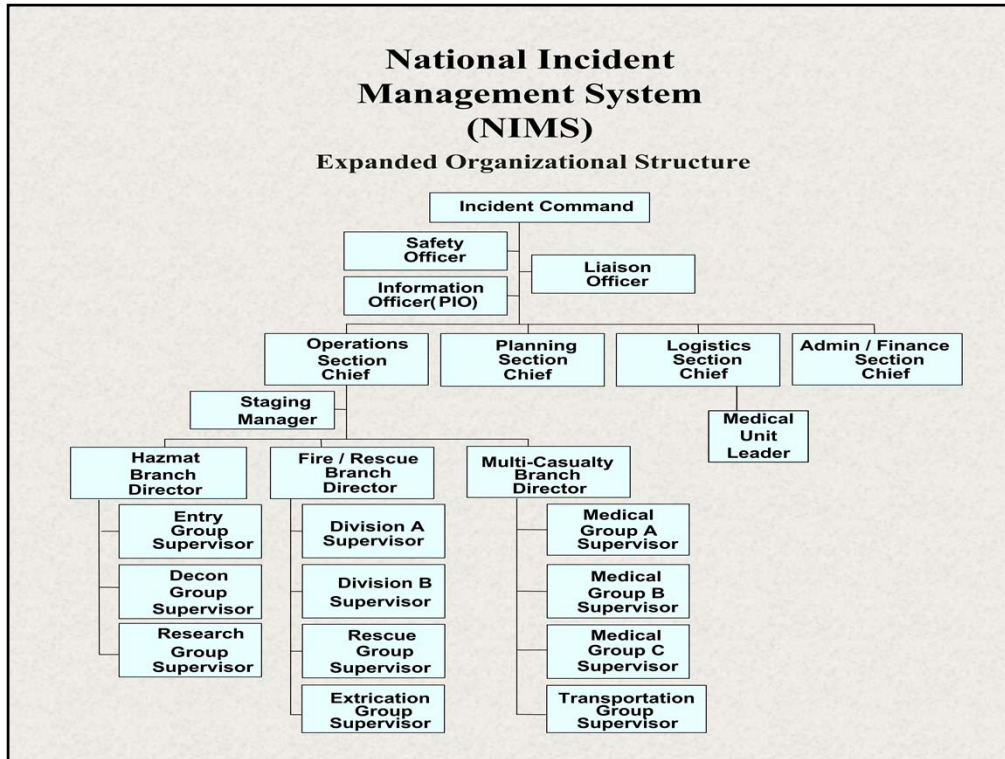 National Incident
Management System
(NIMS)
Expanded Organizational Structure
Incident Command
Safety
Officer
Liaison
Officer
Information
Officer(PIO)
Operations
Section
Chief
Planning
Section
Chief
Logistics
Section
Chief
Admin / Finance
Section
Chief
Staging
Manager
Medical
Unit
Leader
Hazmat
Branch
Director
Fire / Rescue
Branch
Director
Multi-Casualty
Branch
Director
Entry
Group
Supervisor
Decon
Group
Supervisor
Research
Group
Supervisor
Division A
Supervisor
Division B
Supervisor
Rescue
Group
Supervisor
Extrication
Group
Supervisor
Medical
Group A
Supervisor
Medical
Group B
Supervisor
Medical
Group C
Supervisor
Transportation
Group
Supervisor